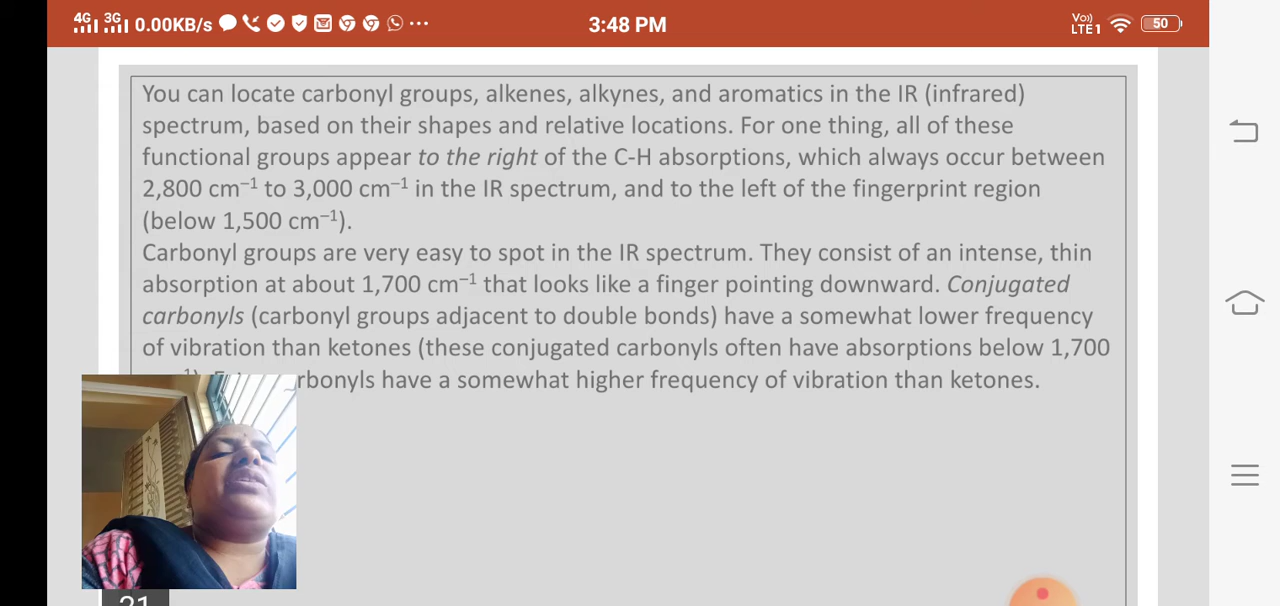 4G 3G 0.00KB/s 3:48 PM Vo)) LTE1 50
You can locate carbonyl groups, alkenes, alkynes, and aromatics in the IR (infrared)
spectrum, based on their shapes and relative locations. For one thing, all of these
functional groups appear to the right of the C-H absorptions, which always occur between
2,800 cm⁻¹ to 3,000 cm⁻¹ in the IR spectrum, and to the left of the fingerprint region
(below 1,500 cm⁻¹).
Carbonyl groups are very easy to spot in the IR spectrum. They consist of an intense, thin
absorption at about 1,700 cm⁻¹ that looks like a finger pointing downward. Conjugated
carbonyls (carbonyl groups adjacent to double bonds) have a somewhat lower frequency
of vibration than ketones (these conjugated carbonyls often have absorptions below 1,700
rbonyls have a somewhat higher frequency of vibration than ketones.
21